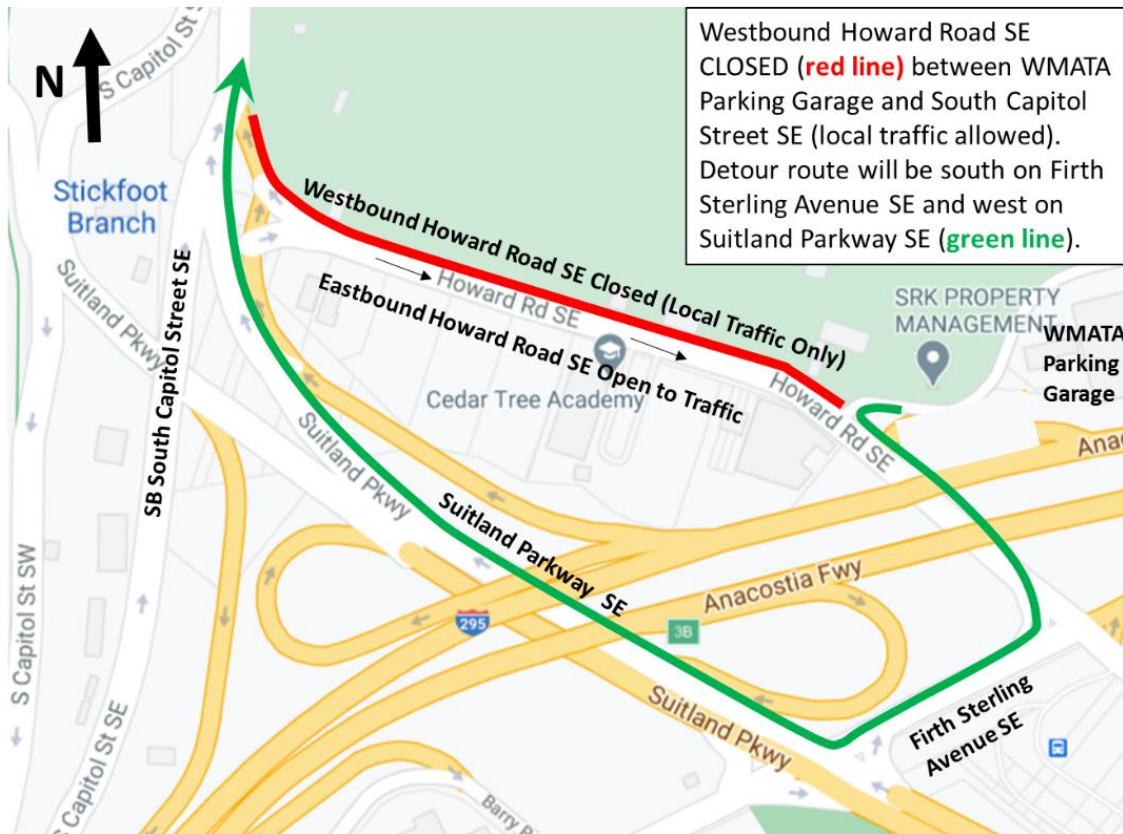 S Capitol St S
N
Westbound Howard Road SE
CLOSED (red line) between WMATA
Parking Garage and South Capitol
Street SE (local traffic allowed).
Detour route will be south on Firth
Sterling Avenue SE and west on
Suitland Parkway SE (green line).
Stickfoot
Branch
Suitland Pkwy
SB South Capitol Street SE
Westbound Howard Road SE Closed (Local Traffic Only)
Howard Rd SE
Eastbound Howard Road SE Open to Traffic
Cedar Tree Academy
SRK PROPERTY
MANAGEMENT
WMATA
Parking
Garage
Howard Rd SE
Anac
Suitland Pkwy
Suitland Parkway SE
Anacostia Fwy
295
3B
S Capitol St SW
S Capitol St SE
Suitland Pkwy
Firth Sterling
Avenue SE
Barry